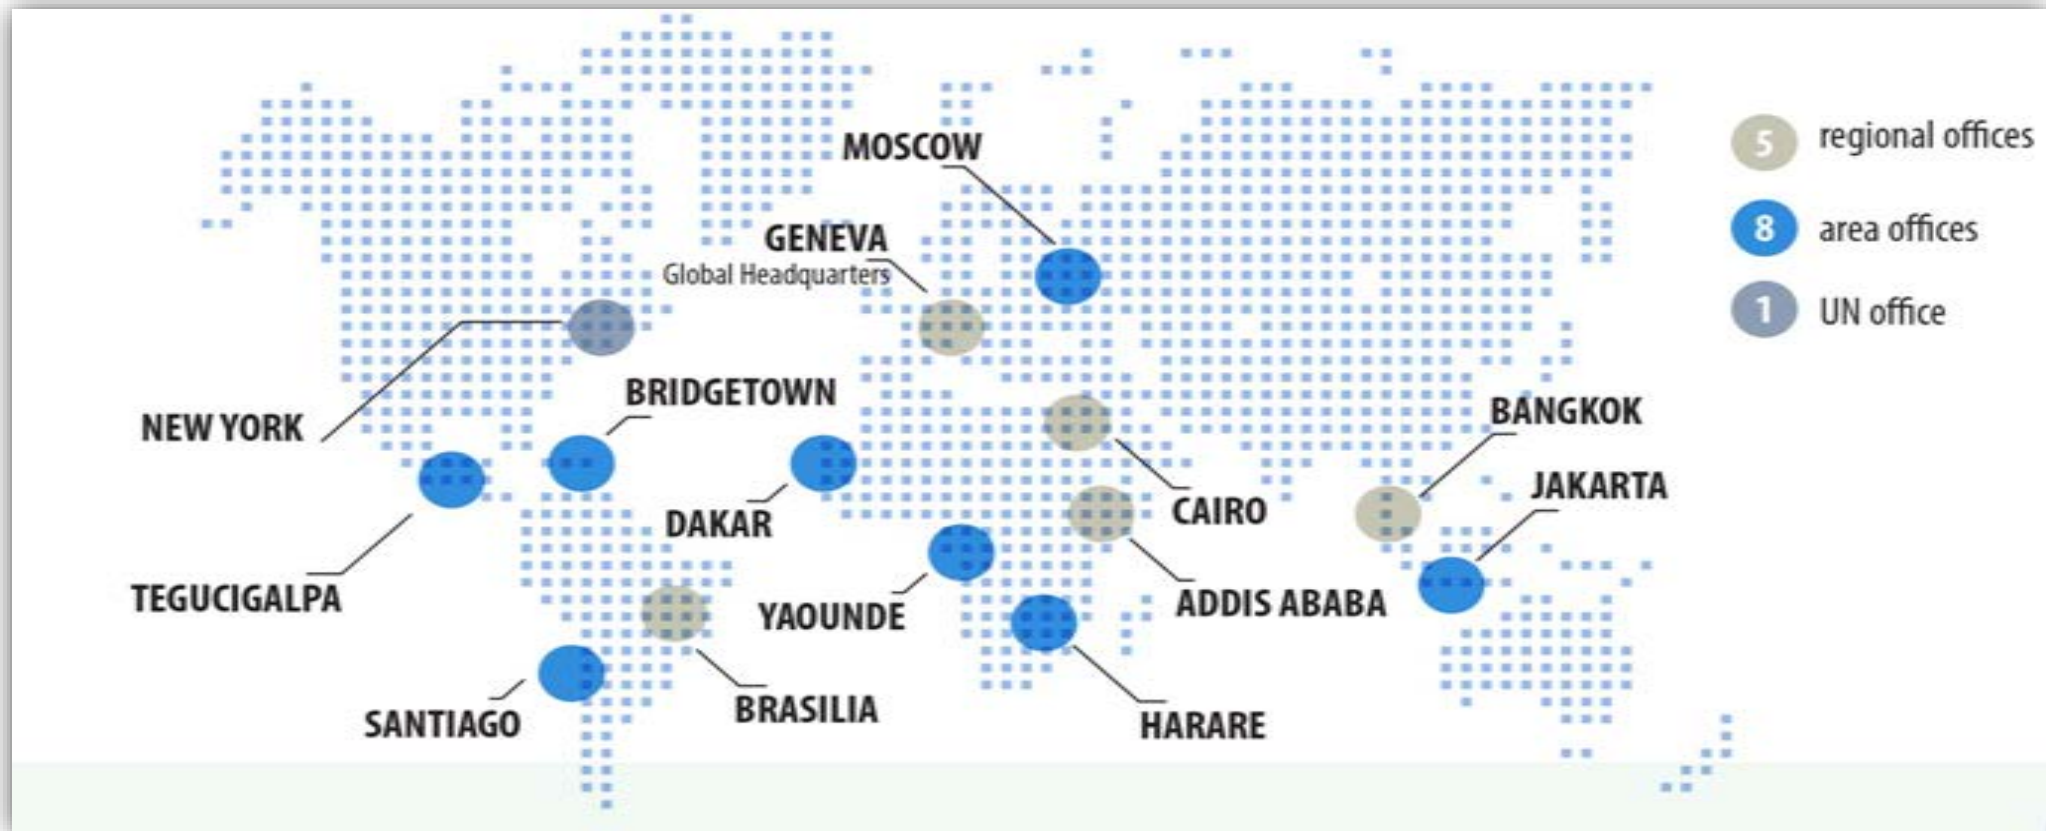 MOSCOW
5 regional offices
GENEVA
Global Headquarters
8 area offices
1 UN office
BRIDGETOWN
NEW YORK
BANGKOK
JAKARTA
DAKAR
CAIRO
TEGUCIGALPA
YAOUNDE
ADDIS ABABA
SANTIAGO
BRASILIA
HARARE